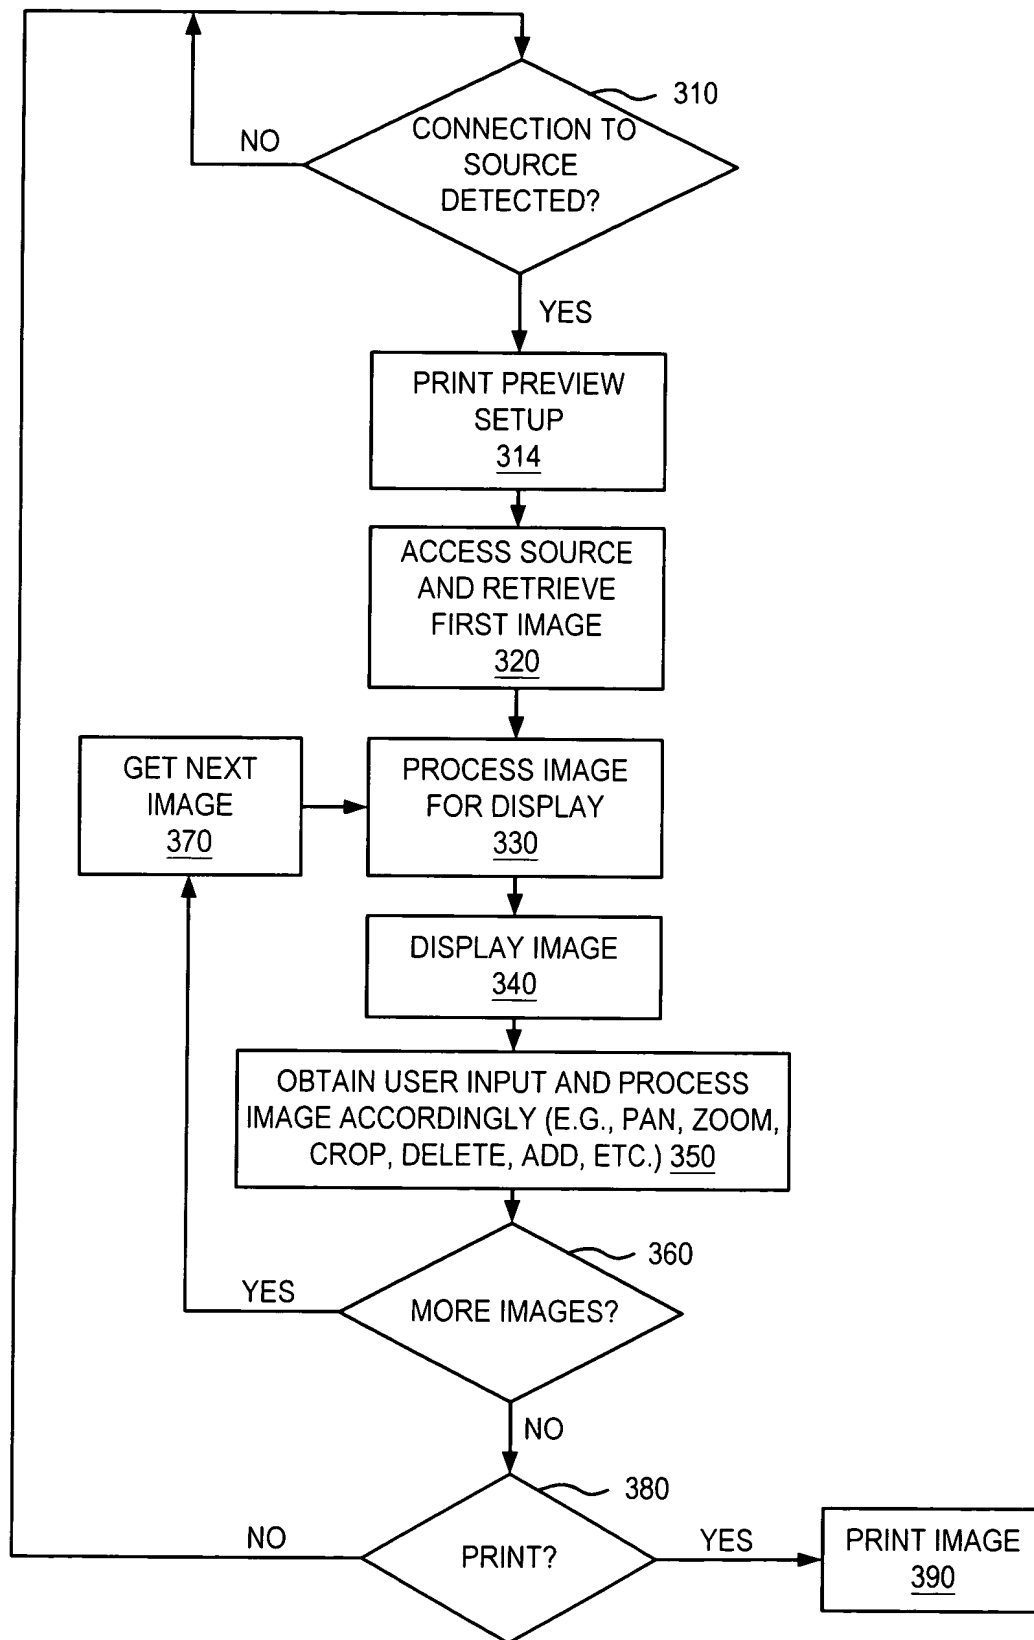 310
CONNECTION TO
SOURCE
DETECTED?
NO
YES
PRINT PREVIEW
SETUP
314
ACCESS SOURCE
AND RETRIEVE
FIRST IMAGE
320
GET NEXT
IMAGE
370
PROCESS IMAGE
FOR DISPLAY
330
DISPLAY IMAGE
340
OBTAIN USER INPUT AND PROCESS
IMAGE ACCORDINGLY (E.G., PAN, ZOOM,
CROP, DELETE, ADD, ETC.) 350
360
YES
MORE IMAGES?
NO
380
NO
PRINT?
YES
PRINT IMAGE
390